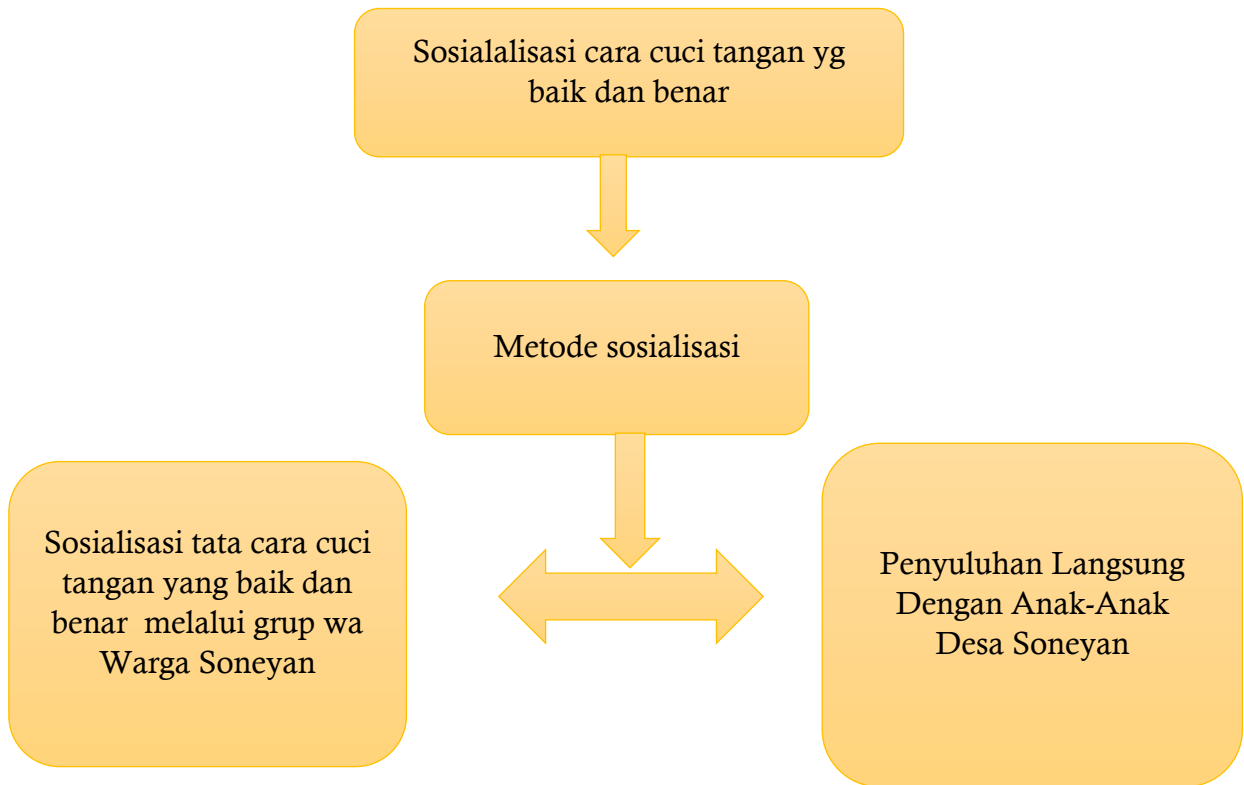 Sosialalisasi cara cuci tangan yg
baik dan benar
Metode sosialisasi
Sosialisasi tata cara cuci
tangan yang baik dan
benar  melalui grup wa
Warga Soneyan
Penyuluhan Langsung
Dengan Anak-Anak
Desa Soneyan